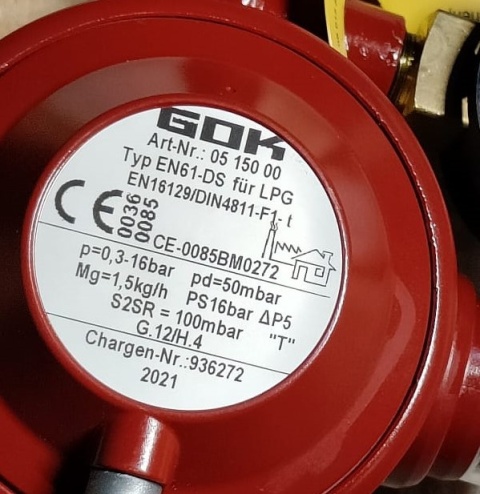 GOK
Art-Nr.: 05 150 00
Typ EN61-DS für LPG
EN16129/DIN4811-F1- t
CE 0036
0085
CE-0085BM0272
p=0,3-16bar pd=50mbar
Mg=1,5kg/h PS16bar ΔP5
S2SR = 100mbar "T"
G.12/H.4
Chargen-Nr.:936272
2021